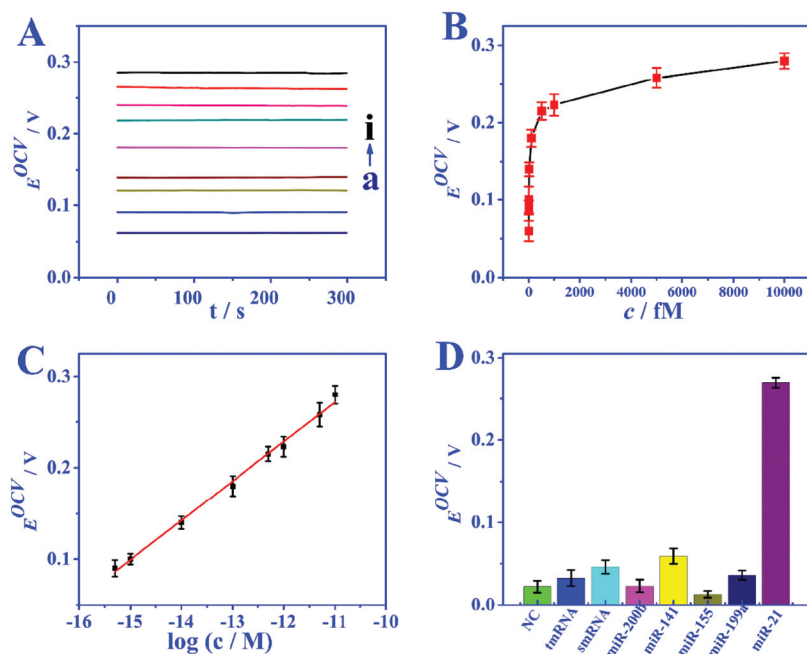 A
0.3
0.2
0.1
0.0
E^OCV / V
0 100 200 300
t / s
i
a
B
0.3
0.2
0.1
0.0
E^OCV / V
0 2000 4000 6000 8000 10000
c / fM
C
0.3
0.2
0.1
E^OCV / V
-16 -15 -14 -13 -12 -11 -10
log (c / M)
D
0.3
0.2
0.1
0.0
E^OCV / V
NC
tmRNA
smRNA
miR-200b
miR-141
miR-155
miR-199a
miR-21